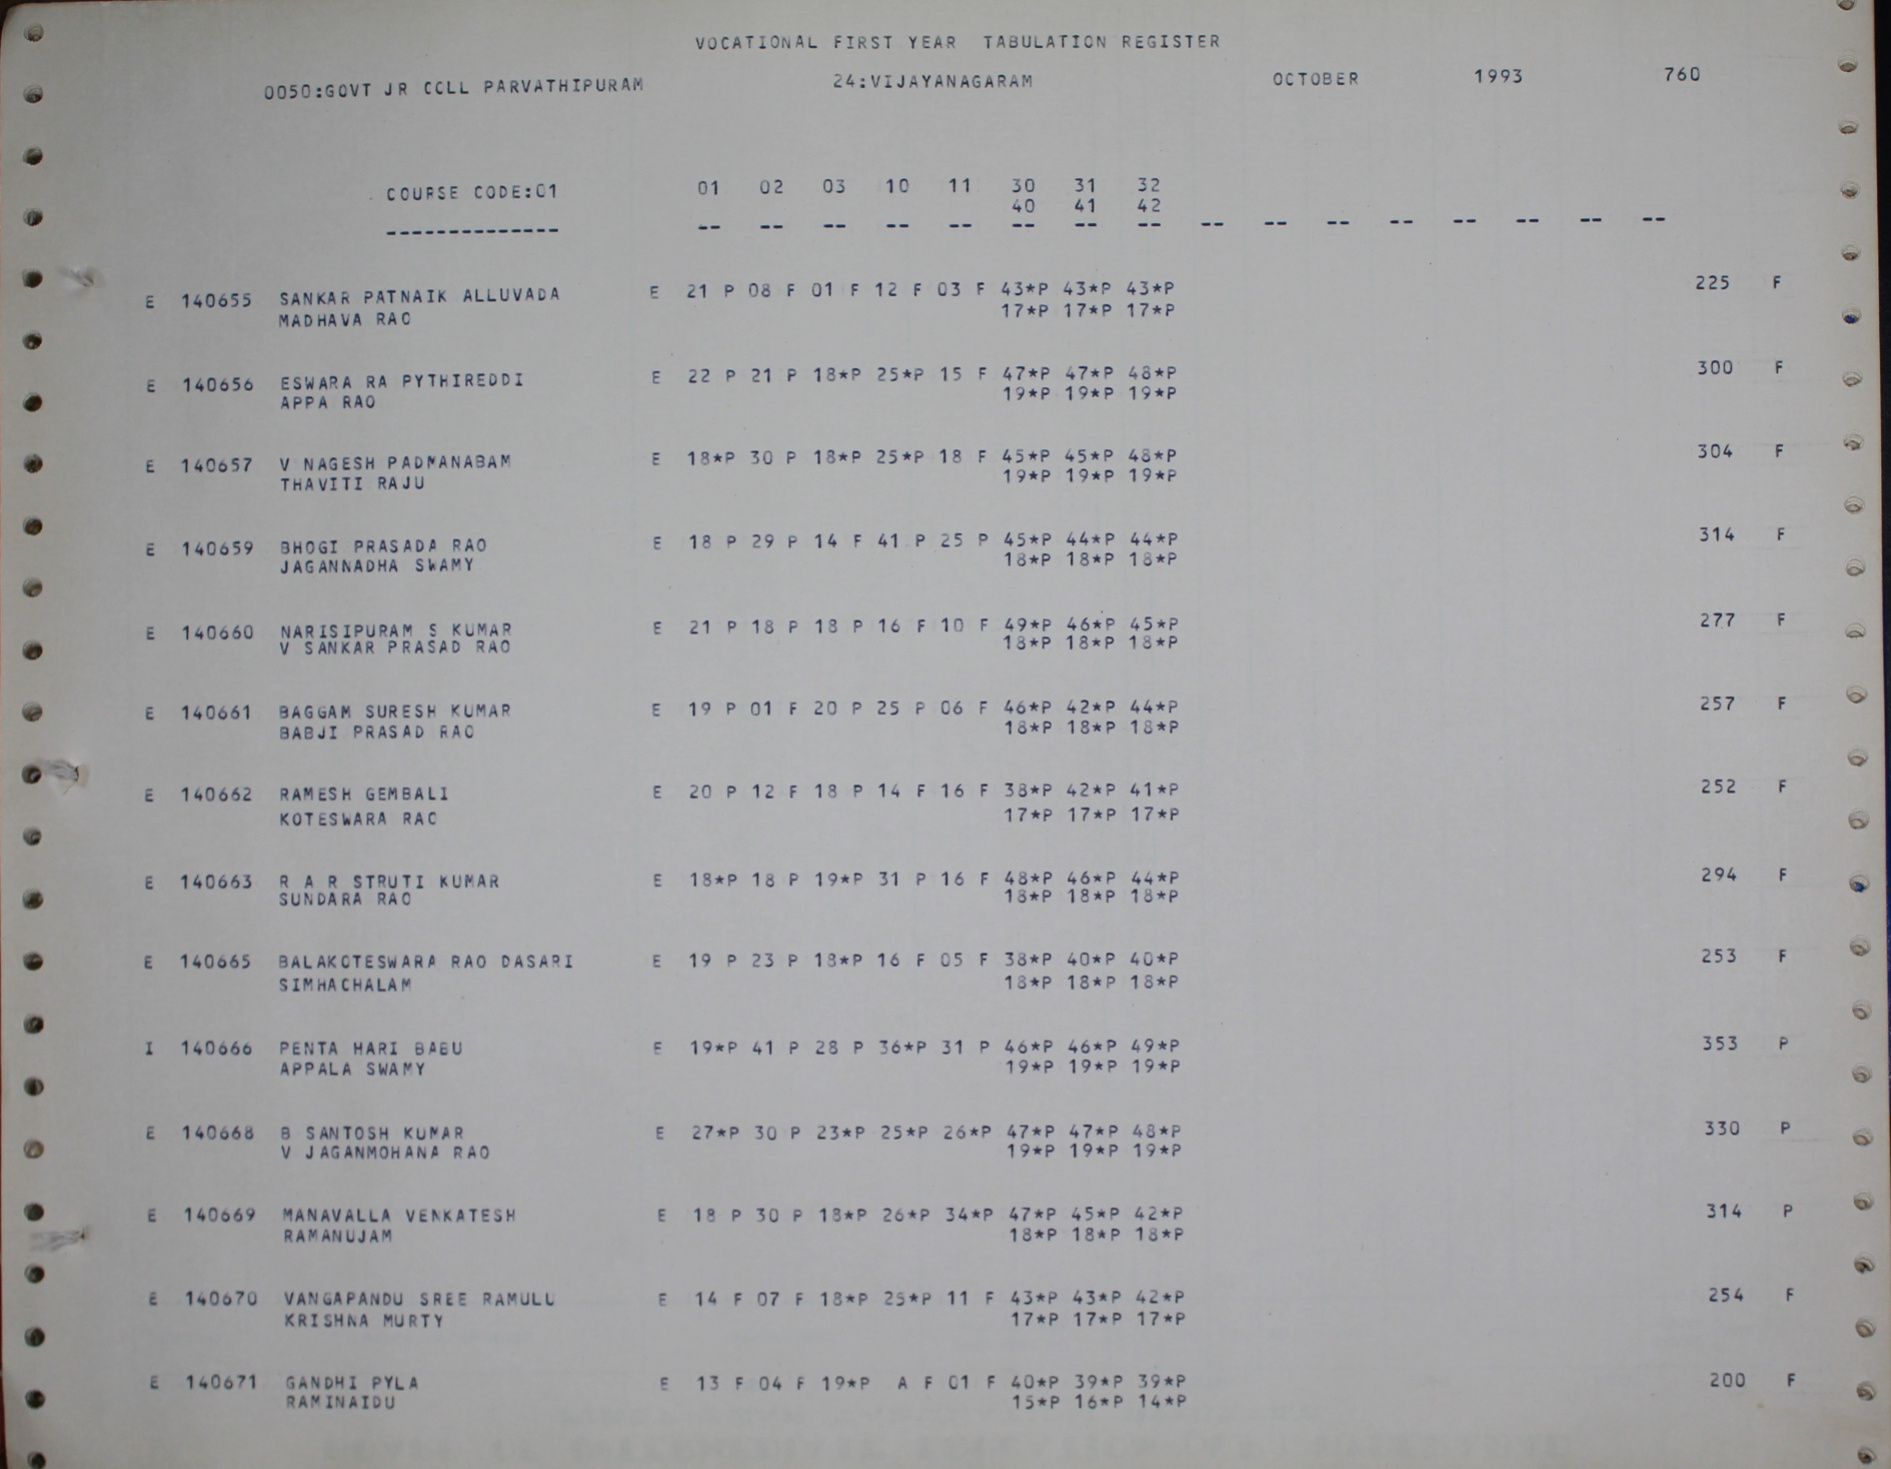 VOCATIONAL FIRST YEAR TABULATION REGISTER
0050:GOVT JR COLL PARVATHIPURAM 24:VIJAYANAGARAM OCTOBER 1993 760
COURSE CODE:01 01 02 03 10 11 30 31 32
40 41 42
-------------- -- -- -- -- -- -- -- -- -- -- -- -- -- -- -- --
E 140655 SANKAR PATNAIK ALLUVADA E 21 P 08 F 01 F 12 F 03 F 43*P 43*P 43*P 225 F
MADHAVA RAO 17*P 17*P 17*P
E 140656 ESWARA RA PYTHIREDDI E 22 P 21 P 18*P 25*P 15 F 47*P 47*P 48*P 300 F
APPA RAO 19*P 19*P 19*P
E 140657 V NAGESH PADMANABAM E 18*P 30 P 18*P 25*P 18 F 45*P 45*P 48*P 304 F
THAVITI RAJU 19*P 19*P 19*P
E 140659 BHOGI PRASADA RAO E 18 P 29 P 14 F 41 P 25 P 45*P 44*P 44*P 314 F
JAGANNADHA SWAMY 18*P 18*P 18*P
E 140660 NARISIPURAM S KUMAR E 21 P 18 P 18 P 16 F 10 F 49*P 46*P 45*P 277 F
V SANKAR PRASAD RAO 18*P 18*P 18*P
E 140661 BAGGAM SURESH KUMAR E 19 P 01 F 20 P 25 P 06 F 46*P 42*P 44*P 257 F
BABJI PRASAD RAO 18*P 18*P 18*P
E 140662 RAMESH GEMBALI E 20 P 12 F 18 P 14 F 16 F 38*P 42*P 41*P 252 F
KOTESWARA RAO 17*P 17*P 17*P
E 140663 R A R STRUTI KUMAR E 18*P 18 P 19*P 31 P 16 F 48*P 46*P 44*P 294 F
SUNDARA RAO 18*P 18*P 18*P
E 140665 BALAKOTESWARA RAO DASARI E 19 P 23 P 18*P 16 F 05 F 38*P 40*P 40*P 253 F
SIMHACHALAM 18*P 18*P 18*P
I 140666 PENTA HARI BABU E 19*P 41 P 28 P 36*P 31 P 46*P 46*P 49*P 353 P
APPALA SWAMY 19*P 19*P 19*P
E 140668 B SANTOSH KUMAR E 27*P 30 P 23*P 25*P 26*P 47*P 47*P 48*P 330 P
V JAGANMOHANA RAO 19*P 19*P 19*P
E 140669 MANAVALLA VENKATESH E 18 P 30 P 18*P 26*P 34*P 47*P 45*P 42*P 314 P
RAMANUJAM 18*P 18*P 18*P
E 140670 VANGAPANDU SREE RAMULU E 14 F 07 F 18*P 25*P 11 F 43*P 43*P 42*P 254 F
KRISHNA MURTY 17*P 17*P 17*P
E 140671 GANDHI PYLA E 13 F 04 F 19*P A F 01 F 40*P 39*P 39*P 200 F
RAMINAIDU 15*P 16*P 14*P